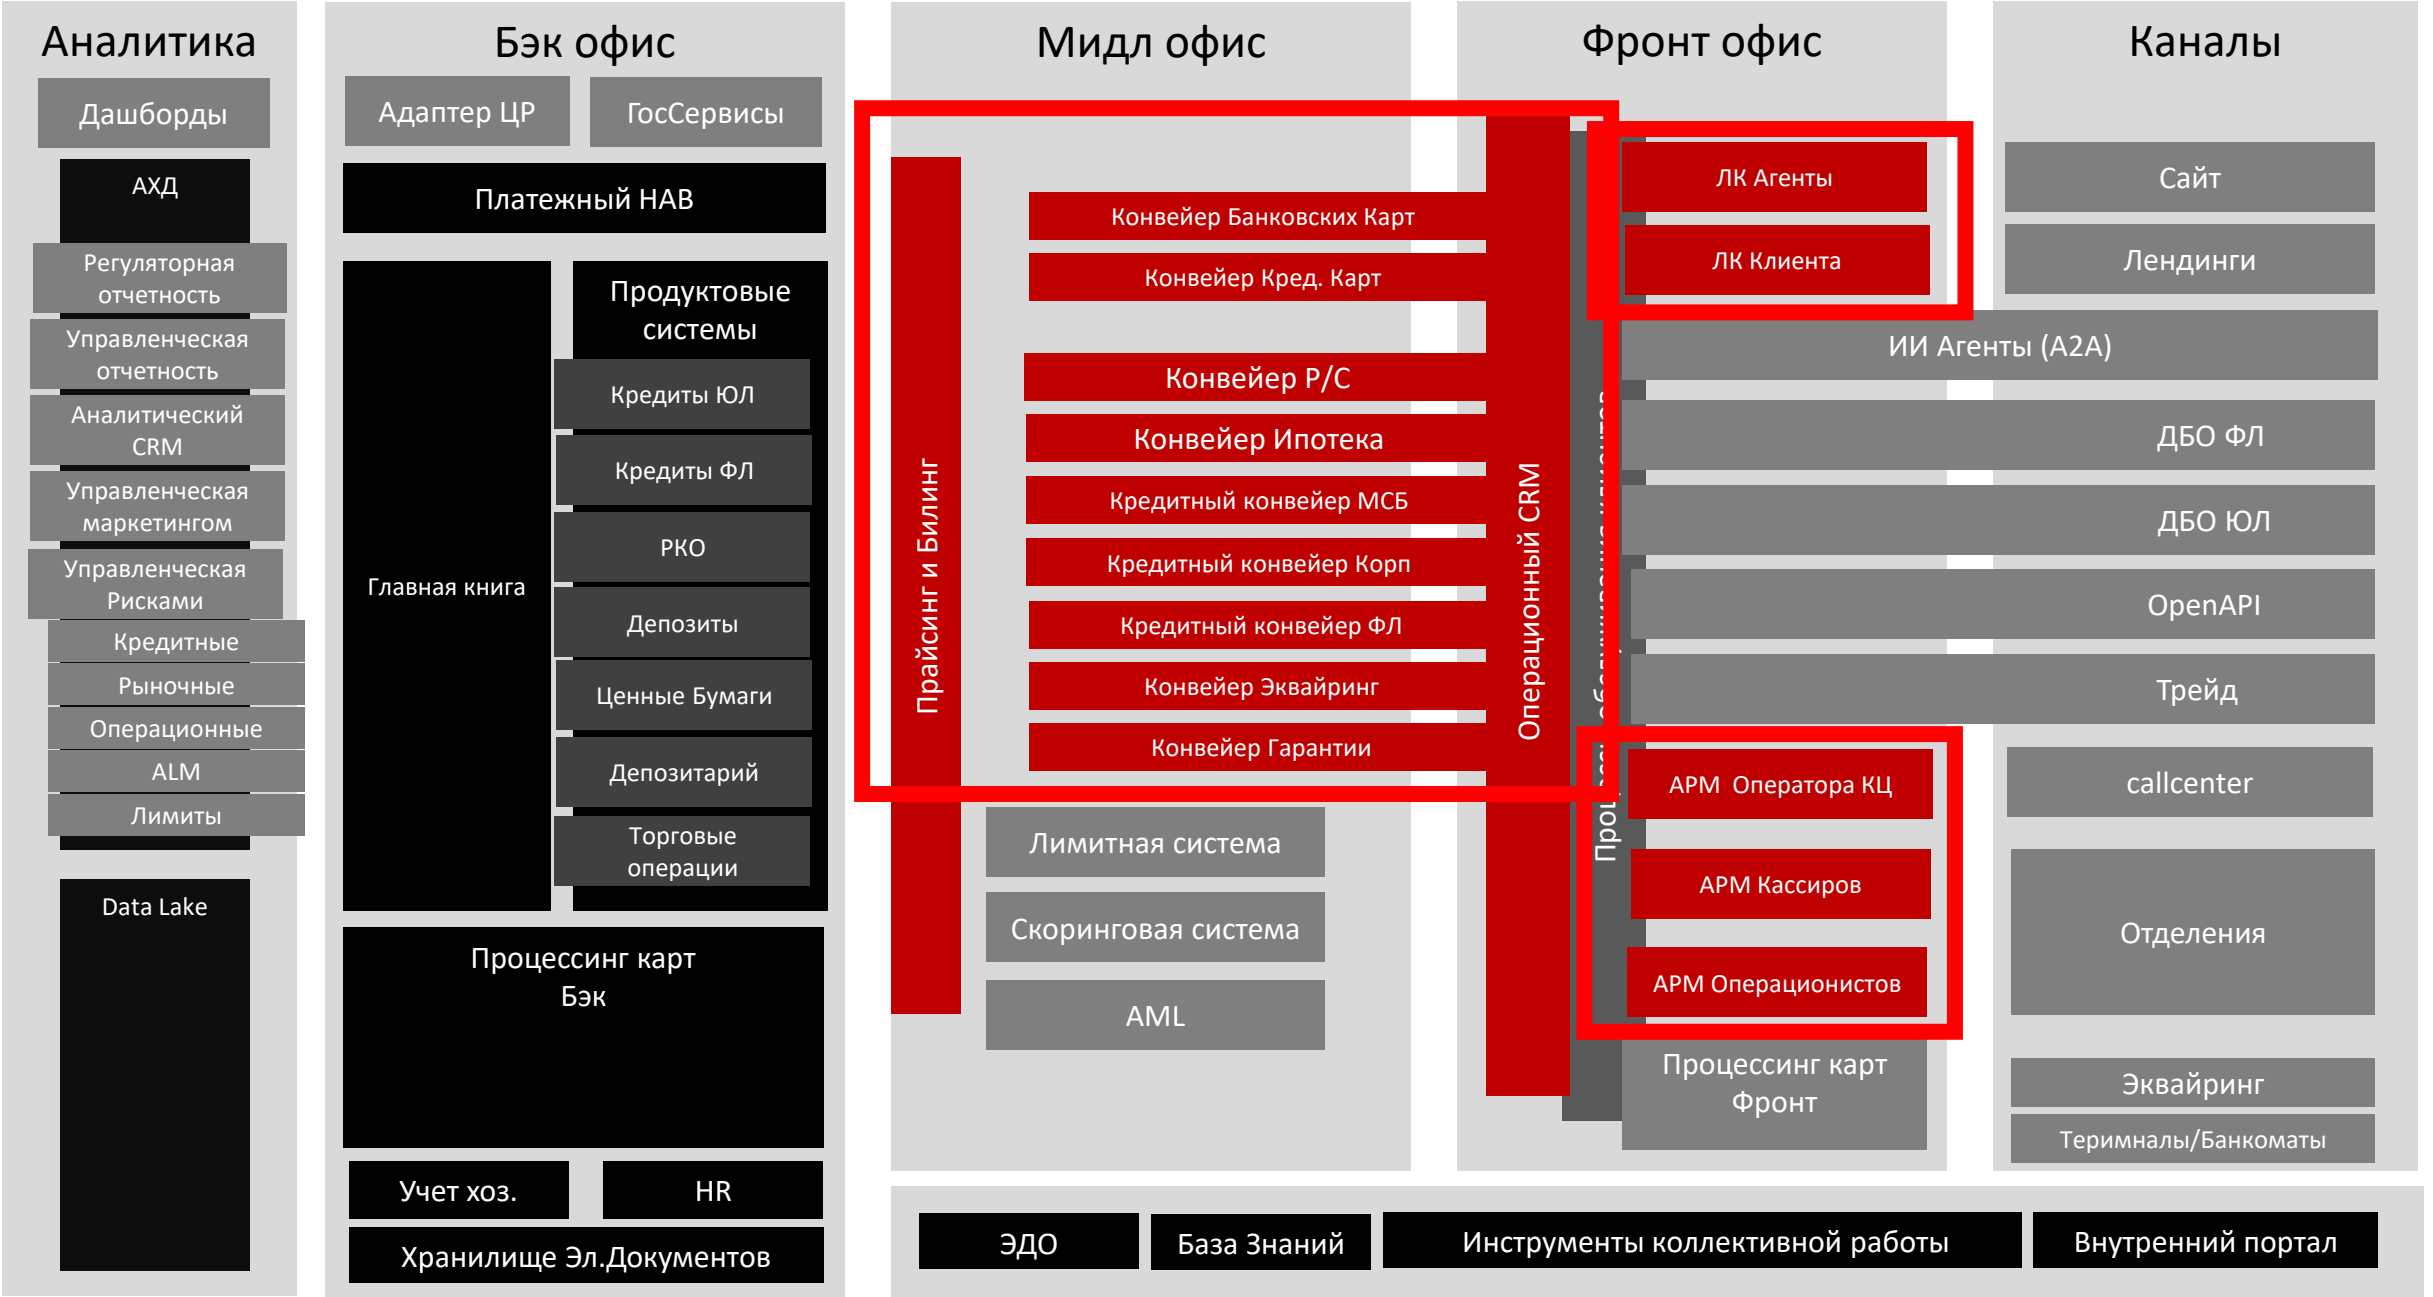 Аналитика
Дашборды
АХД
Регуляторная
отчетность
Управленческая
отчетность
Аналитический
CRM
Управленческая
маркетингом
Управленческая
Рисками
Кредитные
Рыночные
Операционные
ALM
Лимиты
Data Lake
Бэк офис
Адаптер ЦР
ГосСервисы
Платежный HAB
Главная книга
Продуктовые
системы
Кредиты ЮЛ
Кредиты ФЛ
РКО
Депозиты
Ценные Бумаги
Депозитарий
Торговые
операции
Процессинг карт
Бэк
Учет хоз.
HR
Хранилище Эл.Документов
Мидл офис
Прайсинг и Билинг
Конвейер Банковских Карт
Конвейер Кред. Карт
Конвейер Р/С
Конвейер Ипотека
Кредитный конвейер МСБ
Кредитный конвейер Корп
Кредитный конвейер ФЛ
Конвейер Эквайринг
Конвейер Гарантии
Лимитная система
Скоринговая система
AML
Фронт офис
Операционный CRM
ЛК Агенты
ЛК Клиента
ИИ Агенты (A2A)
АРМ  Оператора КЦ
АРМ Кассиров
АРМ Операционистов
Процессинг карт
Фронт
Каналы
Сайт
Лендинги
ДБО ФЛ
ДБО ЮЛ
OpenAPI
Трейд
callcenter
Отделения
Эквайринг
Теримналы/Банкоматы
ЭДО
База Знаний
Инструменты коллективной работы
Внутренний портал